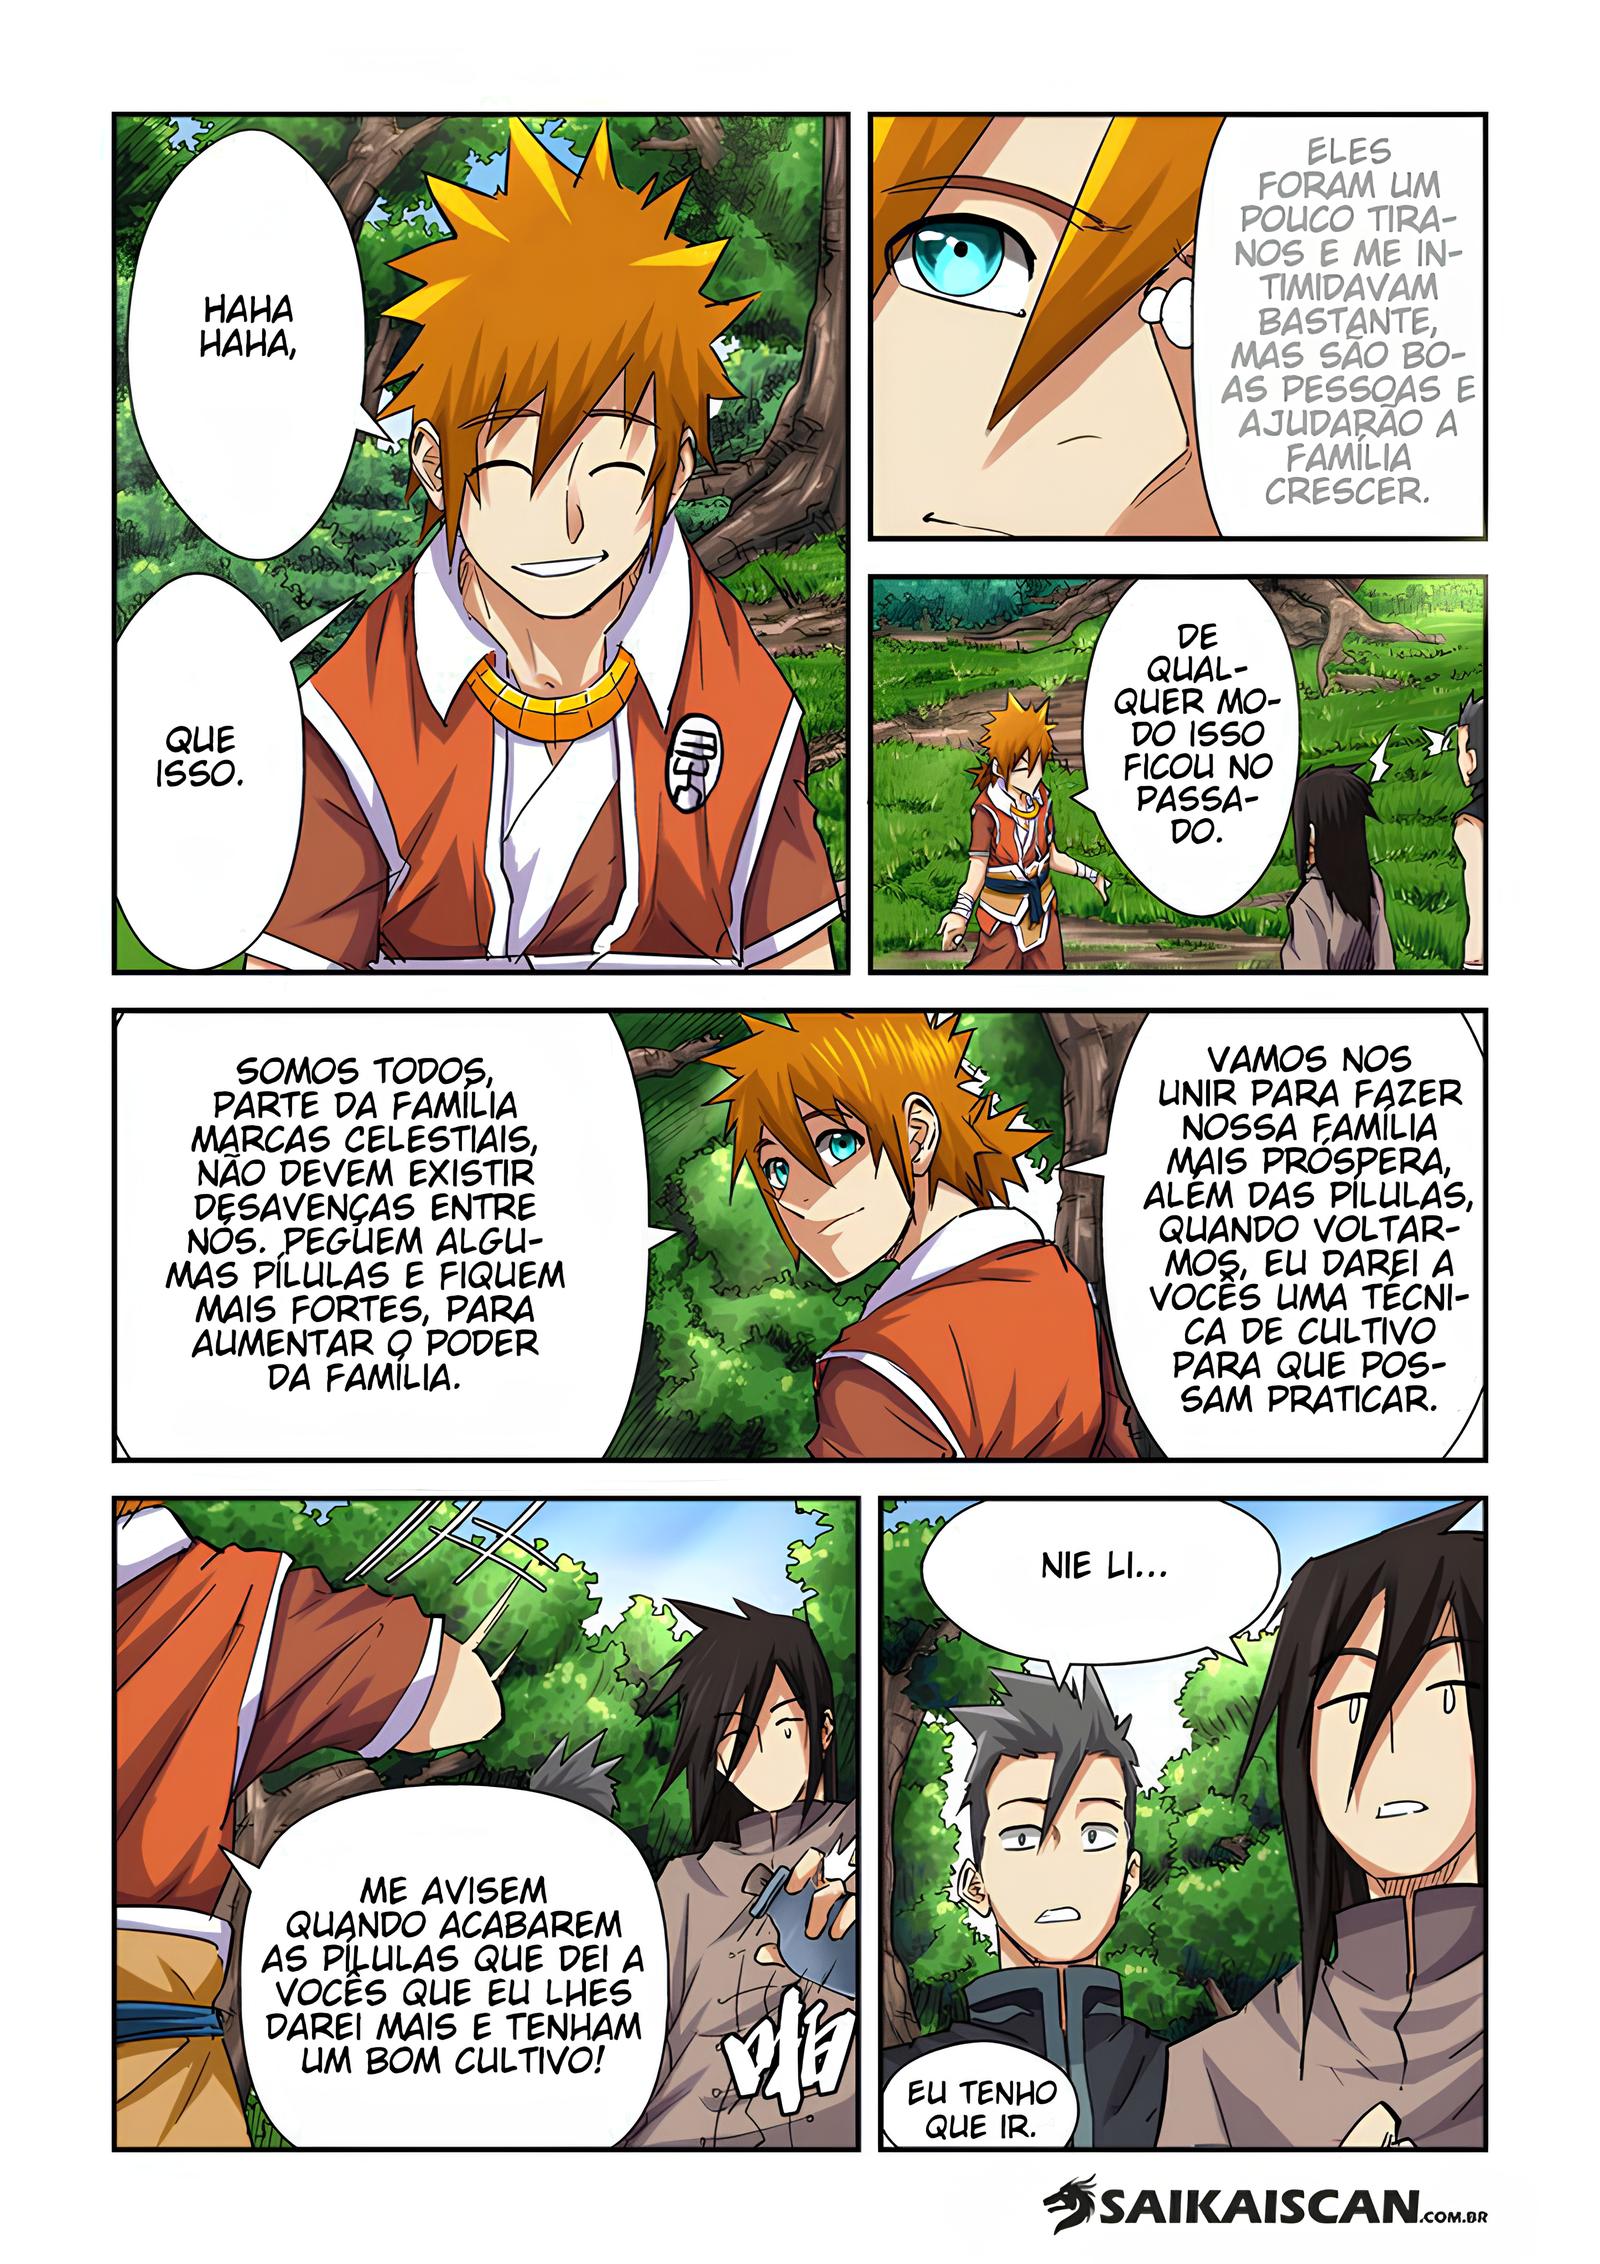 HAHA
HAHA,
QUE
ISSO.
ELES
FORAM UM
POUCO TIRA-
NOS E ME IN-
TIMIDAVAM
BASTANTE,
MAS SÃO BO-
AS PESSOAS E
AJUDARÃO A
FAMÍLIA
CRESCER.
DE
QUAL-
QUER MO-
DO ISSO
FICOU NO
PASSA-
DO.
SOMOS TODOS,
PARTE DA FAMÍLIA
MARCAS CELESTIAIS,
NÃO DEVEM EXISTIR
DESAVENÇAS ENTRE
NÓS. PEGUEM ALGU-
MAS PÍLULAS E FIQUEM
MAIS FORTES, PARA
AUMENTAR O PODER
DA FAMÍLIA.
VAMOS NOS
UNIR PARA FAZER
NOSSA FAMÍLIA
MAIS PRÓSPERA,
ALÉM DAS PÍLULAS,
QUANDO VOLTAR-
MOS, EU DAREI A
VOCÊS UMA TÉCNI-
CA DE CULTIVO
PARA QUE POS-
SAM PRATICAR.
ME AVISEM
QUANDO ACABAREM
AS PÍLULAS QUE DEI A
VOCÊS QUE EU LHES
DAREI MAIS E TENHAM
UM BOM CULTIVO!
啪
NIE LI...
EU TENHO
QUE IR.
SAIKAISCAN.COM.BR